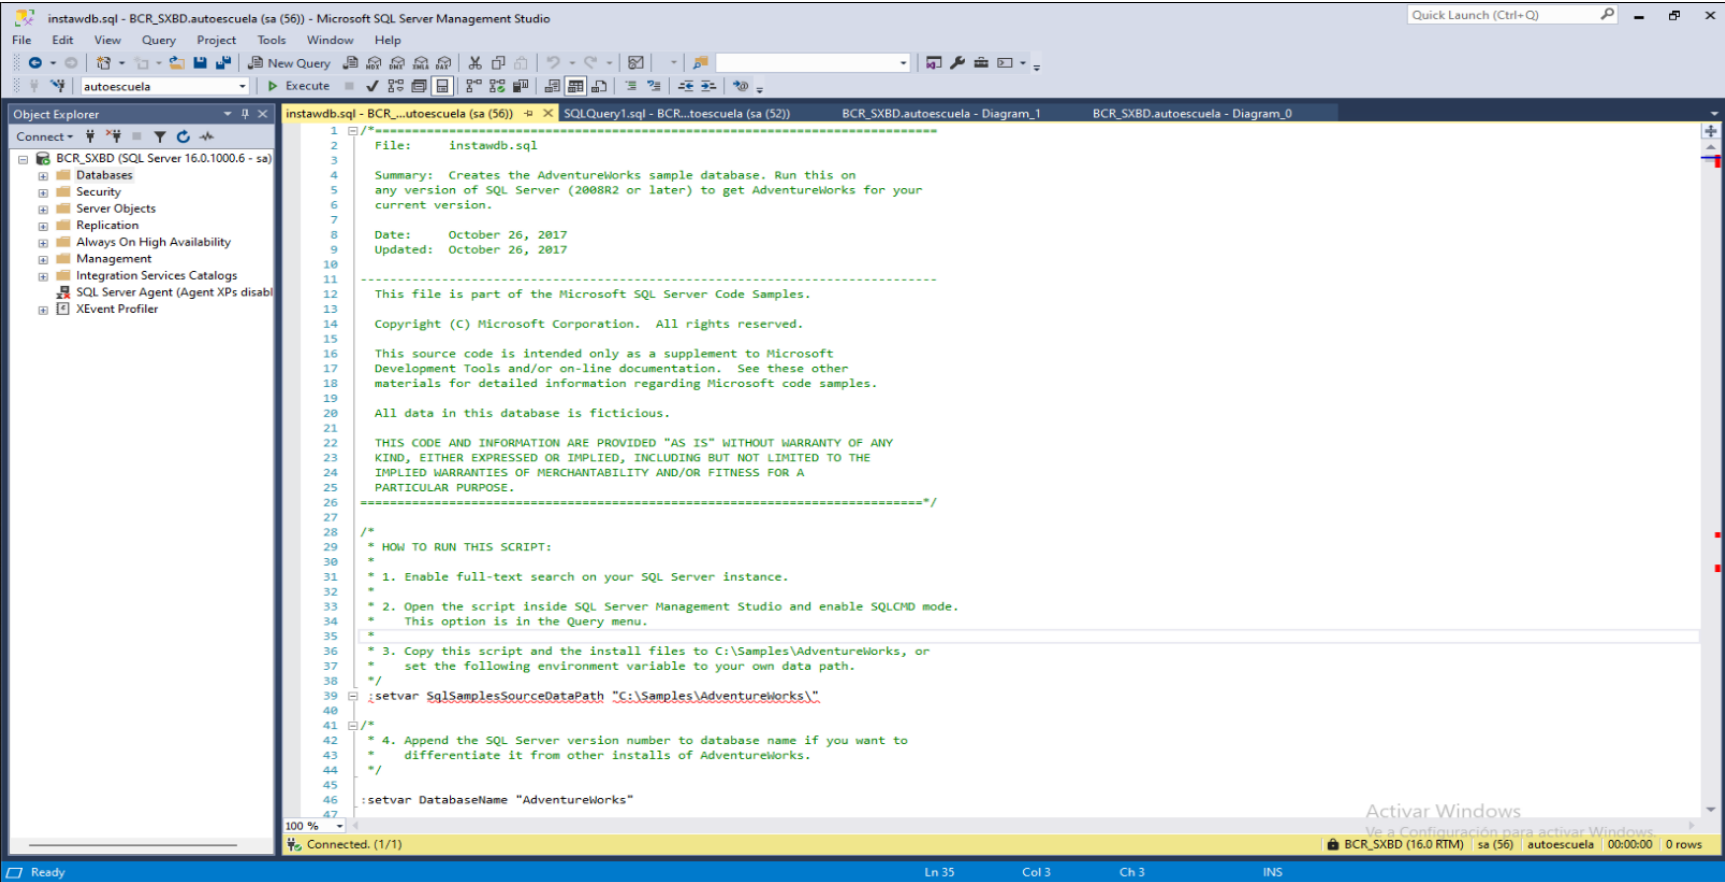 instawdb.sql - BCR_SXBD.autoescuela (sa (56)) - Microsoft SQL Server Management Studio
Quick Launch (Ctrl+Q)
File Edit View Query Project Tools Window Help
New Query
autoescuela
Execute
Object Explorer
instawdb.sql - BCR_...utoescuela (sa (56))
SQLQuery1.sql - BCR...toescuela (sa (52))
BCR_SXBD.autoescuela - Diagram_1
BCR_SXBD.autoescuela - Diagram_0
Connect
BCR_SXBD (SQL Server 16.0.1000.6 - sa)
Databases
Security
Server Objects
Replication
Always On High Availability
Management
Integration Services Catalogs
SQL Server Agent (Agent XPs disabl
XEvent Profiler
1 /*==============================================================================
2 File: instawdb.sql
3
4 Summary: Creates the AdventureWorks sample database. Run this on
5 any version of SQL Server (2008R2 or later) to get AdventureWorks for your
6 current version.
7
8 Date: October 26, 2017
9 Updated: October 26, 2017
10
11 ------------------------------------------------------------------------------
12 This file is part of the Microsoft SQL Server Code Samples.
13
14 Copyright (C) Microsoft Corporation. All rights reserved.
15
16 This source code is intended only as a supplement to Microsoft
17 Development Tools and/or on-line documentation. See these other
18 materials for detailed information regarding Microsoft code samples.
19
20 All data in this database is ficticious.
21
22 THIS CODE AND INFORMATION ARE PROVIDED "AS IS" WITHOUT WARRANTY OF ANY
23 KIND, EITHER EXPRESSED OR IMPLIED, INCLUDING BUT NOT LIMITED TO THE
24 IMPLIED WARRANTIES OF MERCHANTABILITY AND/OR FITNESS FOR A
25 PARTICULAR PURPOSE.
26 ============================================================================*/
27
28 /*
29 * HOW TO RUN THIS SCRIPT:
30 *
31 * 1. Enable full-text search on your SQL Server instance.
32 *
33 * 2. Open the script inside SQL Server Management Studio and enable SQLCMD mode.
34 * This option is in the Query menu.
35 *
36 * 3. Copy this script and the install files to C:\Samples\AdventureWorks, or
37 * set the following environment variable to your own data path.
38 */
39 :setvar SqlSamplesSourceDataPath "C:\Samples\AdventureWorks\"
40
41 /*
42 * 4. Append the SQL Server version number to database name if you want to
43 * differentiate it from other installs of AdventureWorks.
44 */
45
46 :setvar DatabaseName "AdventureWorks"
47
100 %
Activar Windows
Ve a Configuración para activar Windows.
Connected. (1/1)
BCR_SXBD (16.0 RTM) sa (56) autoescuela 00:00:00 0 rows
Ready
Ln 35
Col 3
Ch 3
INS